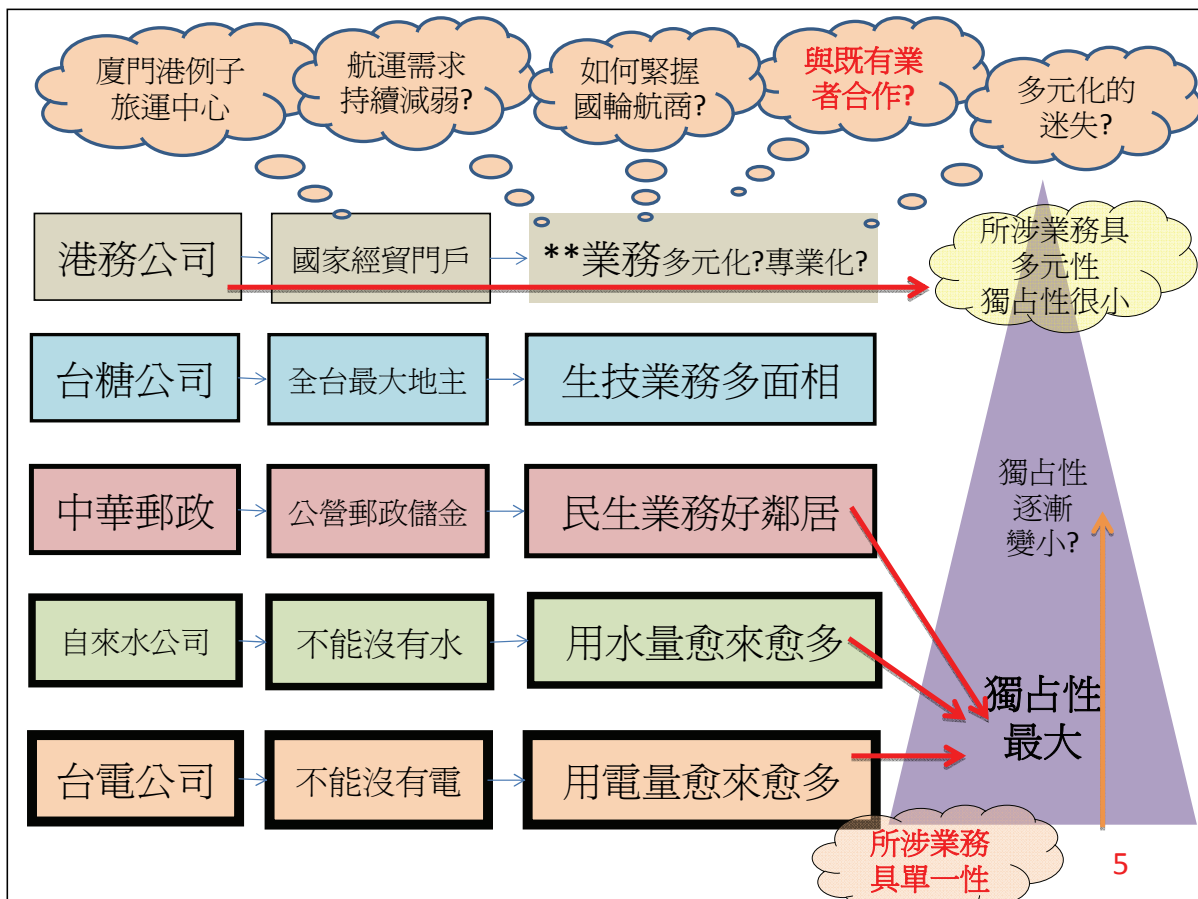 廈門港例子
旅運中心
航運需求
持續減弱?
如何緊握
國輪航商?
與既有業
者合作?
多元化的
迷失?
港務公司
國家經貿門戶
**業務多元化?專業化?
所涉業務具
多元性
獨占性很小
台糖公司
全台最大地主
生技業務多面相
中華郵政
公營郵政儲金
民生業務好鄰居
獨占性
逐漸
變小?
自來水公司
不能沒有水
用水量愈來愈多
獨占性
最大
台電公司
不能沒有電
用電量愈來愈多
所涉業務
具單一性
5